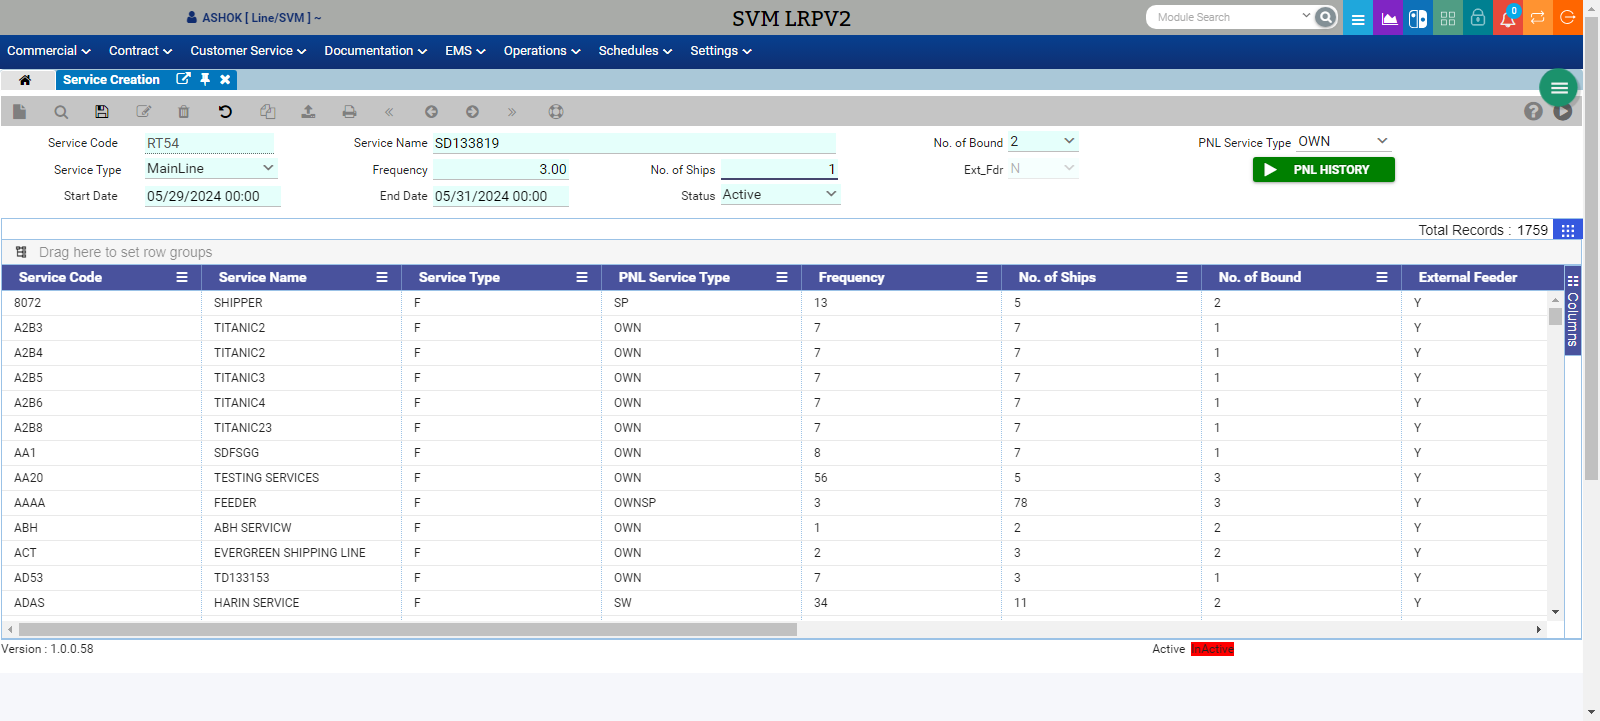 ASHOK [ Line/SVM ] ~
SVM LRPV2
Module Search
0
Commercial Contract Customer Service Documentation EMS Operations Schedules Settings
Service Creation
Service Code RT54 Service Name SD133819 No. of Bound 2 PNL Service Type OWN
Service Type MainLine Frequency 3.00 No. of Ships 1 Ext_Fdr N PNL HISTORY
Start Date 05/29/2024 00:00 End Date 05/31/2024 00:00 Status Active
Total Records : 1759
Drag here to set row groups
Service Code Service Name Service Type PNL Service Type Frequency No. of Ships No. of Bound External Feeder
Columns
8072 SHIPPER F SP 13 5 2 Y
A2B3 TITANIC2 F OWN 7 7 1 Y
A2B4 TITANIC2 F OWN 7 7 1 Y
A2B5 TITANIC3 F OWN 7 7 1 Y
A2B6 TITANIC4 F OWN 7 7 1 Y
A2B8 TITANIC23 F OWN 7 7 1 Y
AA1 SDFSGG F OWN 8 7 1 Y
AA20 TESTING SERVICES F OWN 56 5 3 Y
AAAA FEEDER F OWNSP 3 78 3 Y
ABH ABH SERVICW F OWN 1 2 2 Y
ACT EVERGREEN SHIPPING LINE F OWN 2 3 2 Y
AD53 TD133153 F OWN 7 3 1 Y
ADAS HARIN SERVICE F SW 34 11 2 Y
Version : 1.0.0.58
Active InActive